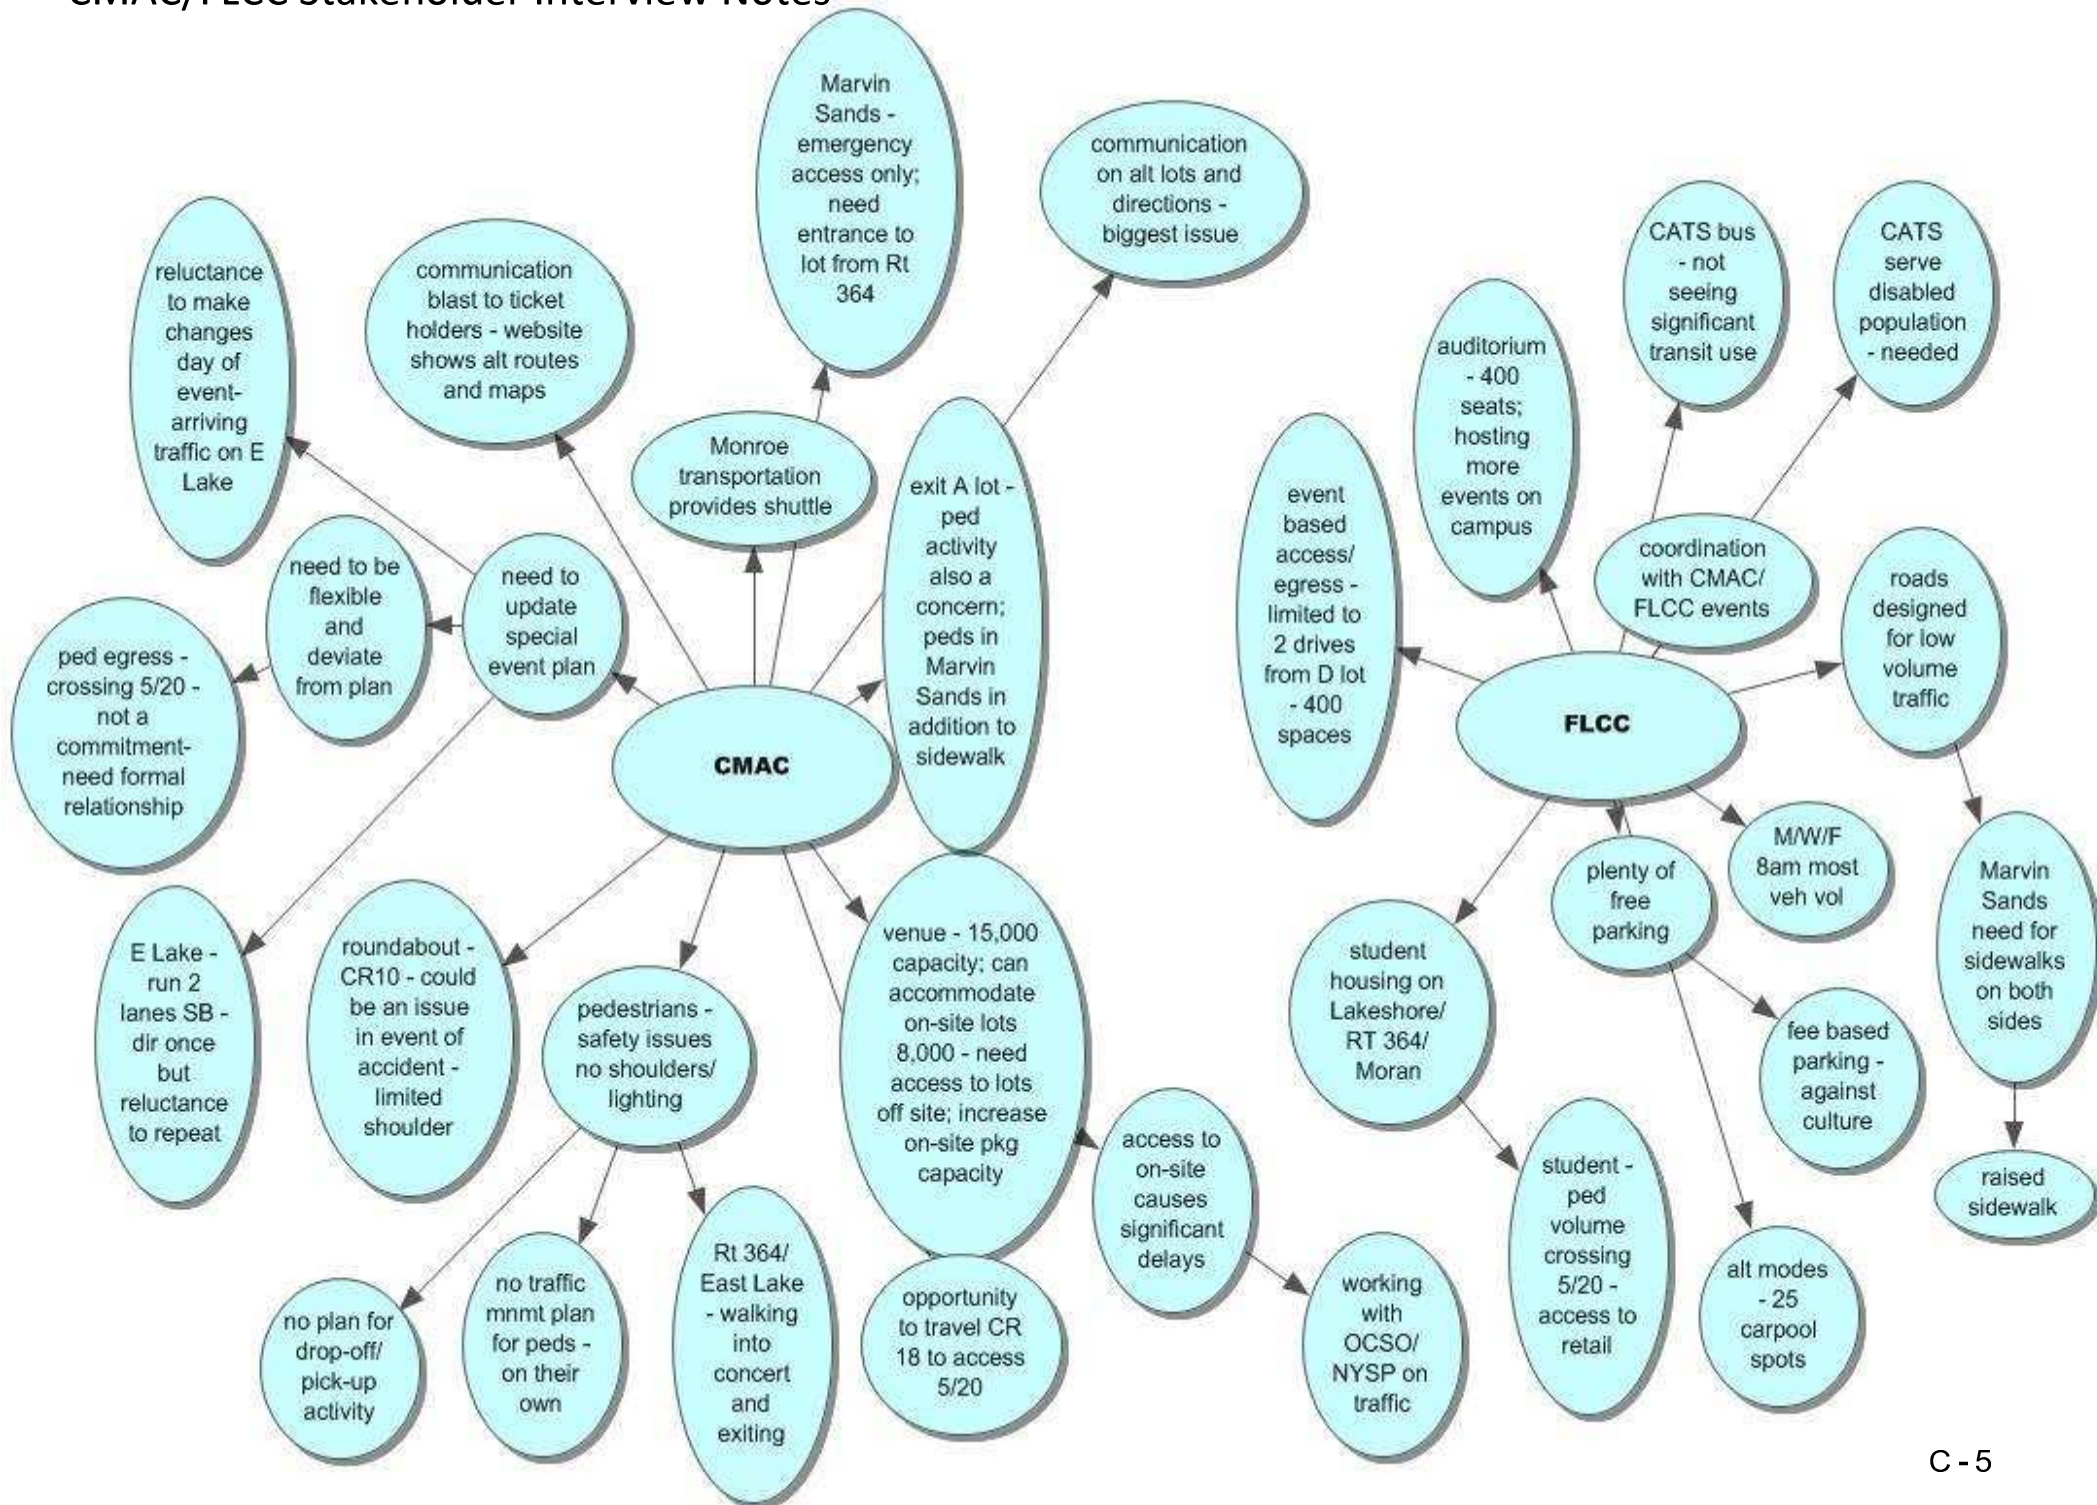 CMAC/FLCC Stakeholder Interview Notes
Marvin
Sands -
emergency
access only;
need
entrance to
lot from Rt
364
communication
on alt lots and
directions -
biggest issue
reluctance
to make
changes
day of
event-
arriving
traffic on E
Lake
communication
blast to ticket
holders - website
shows alt routes
and maps
Monroe
transportation
provides shuttle
exit A lot -
ped
activity
also a
concern;
peds in
Marvin
Sands in
addition to
sidewalk
need to be
flexible
and
deviate
from plan
need to
update
special
event plan
ped egress -
crossing 5/20 -
not a
commitment-
need formal
relationship
CMAC
E Lake -
run 2
lanes SB -
dir once
but
reluctance
to repeat
roundabout -
CR10 - could
be an issue
in event of
accident -
limited
shoulder
pedestrians -
safety issues
no shoulders/
lighting
venue - 15,000
capacity; can
accommodate
on-site lots
8,000 - need
access to lots
off site; increase
on-site pkg
capacity
access to
on-site
causes
significant
delays
no plan for
drop-off/
pick-up
activity
no traffic
mnmt plan
for peds -
on their
own
Rt 364/
East Lake
- walking
into
concert
and
exiting
opportunity
to travel CR
18 to access
5/20
working
with
OCSO/
NYSP on
traffic
CATS bus
- not
seeing
significant
transit use
CATS
serve
disabled
population
- needed
auditorium
- 400
seats;
hosting
more
events on
campus
event
based
access/
egress -
limited to
2 drives
from D lot
- 400
spaces
coordination
with CMAC/
FLCC events
roads
designed
for low
volume
traffic
FLCC
M/W/F
8am most
veh vol
plenty of
free
parking
Marvin
Sands
need for
sidewalks
on both
sides
student
housing on
Lakeshore/
RT 364/
Moran
fee based
parking -
against
culture
student -
ped
volume
crossing
5/20 -
access to
retail
raised
sidewalk
alt modes
- 25
carpool
spots
C - 5